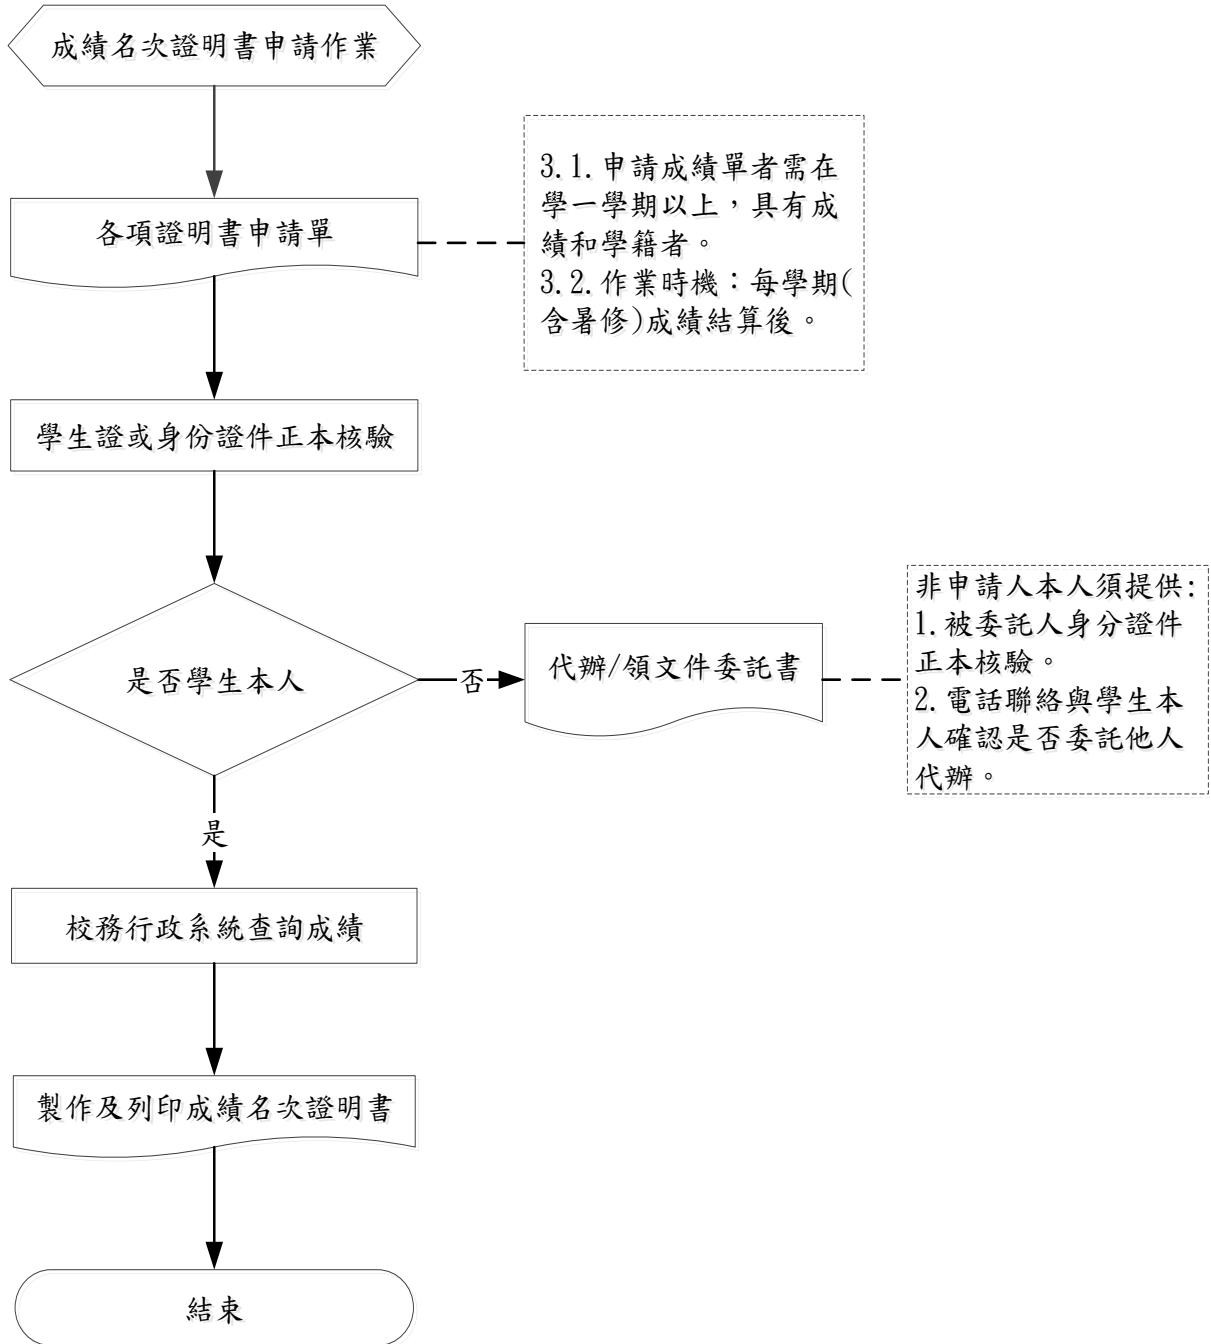 成績名次證明書申請作業
各項證明書申請單
3.1.申請成績單者需在
學一學期以上，具有成
績和學籍者。
3.2.作業時機：每學期(
含暑修)成績結算後。
學生證或身份證件正本核驗
是否學生本人
否
代辦/領文件委託書
非申請人本人須提供:
1.被委託人身分證件
正本核驗。
2.電話聯絡與學生本
人確認是否委託他人
代辦。
是
校務行政系統查詢成績
製作及列印成績名次證明書
結束